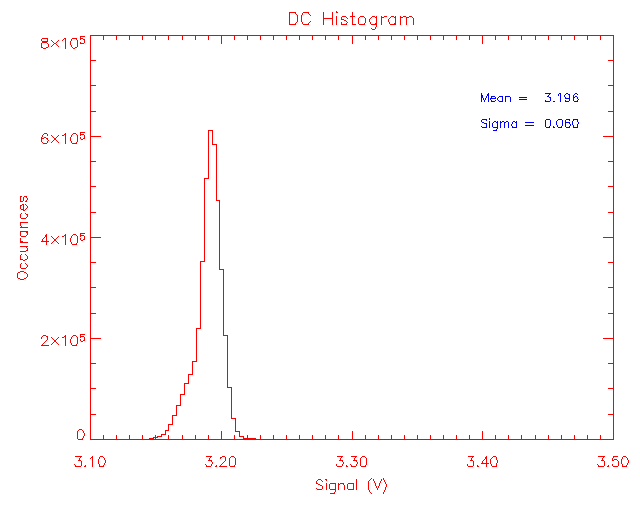 DC Histogram
8×10⁵
6×10⁵
4×10⁵
2×10⁵
0
Occurances
Mean = 3.196
Sigma = 0.060
3.10 3.20 3.30 3.40 3.50
Signal (V)